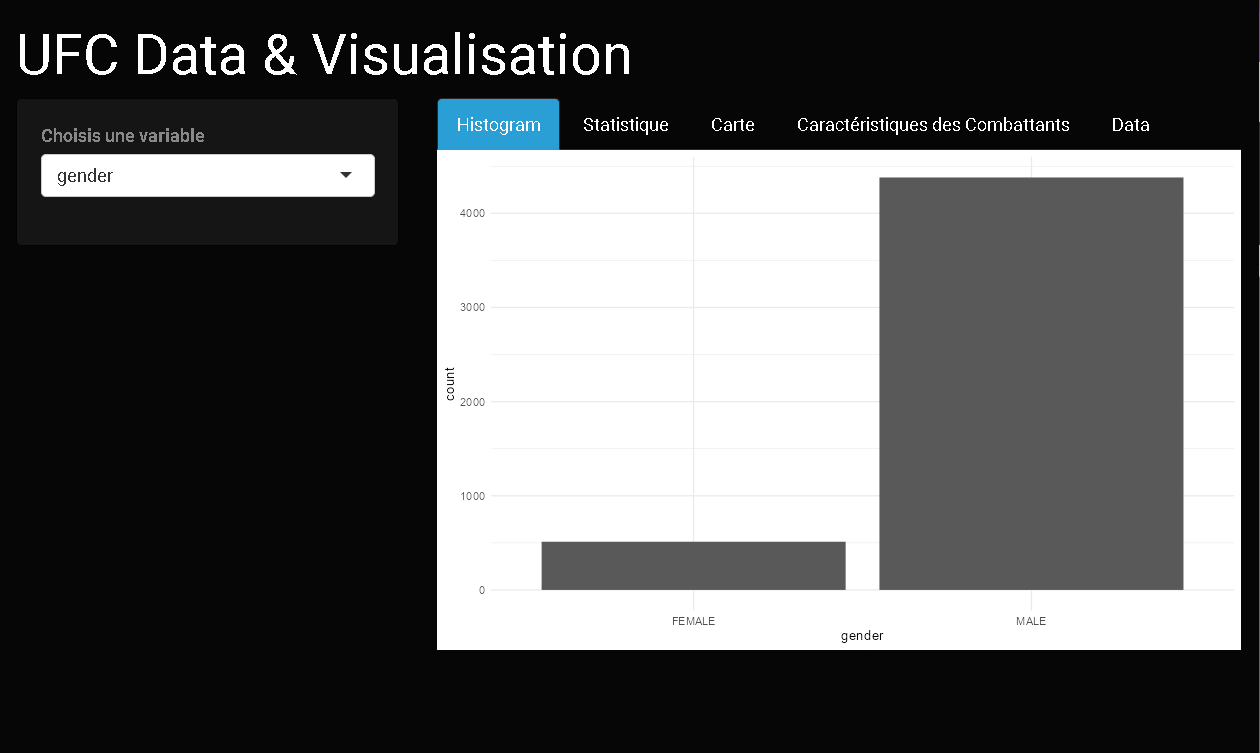 UFC Data & Visualisation
Choisis une variable
gender
Histogram Statistique Carte Caractéristiques des Combattants Data
4000
3000
2000
1000
0
count
FEMALE MALE
gender